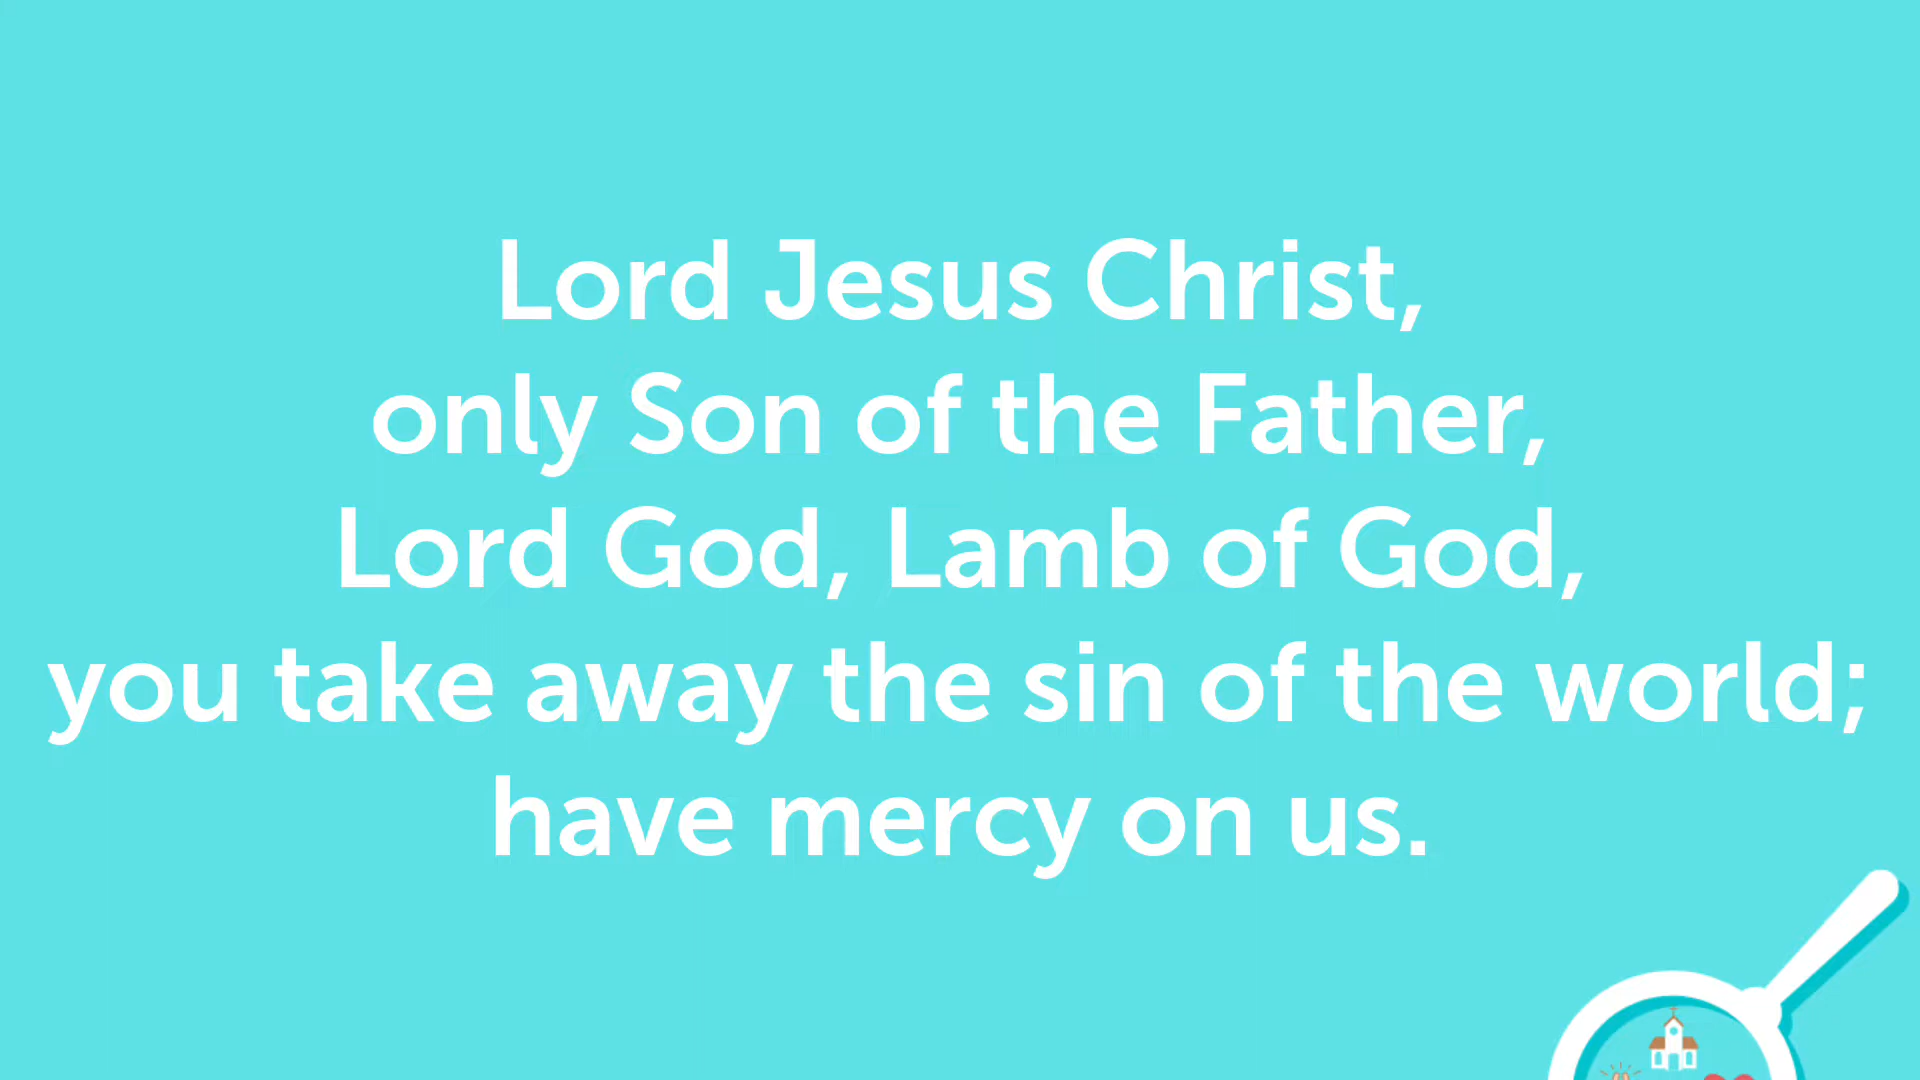 Lord Jesus Christ,
only Son of the Father,
Lord God, Lamb of God,
you take away the sin of the world;
have mercy on us.